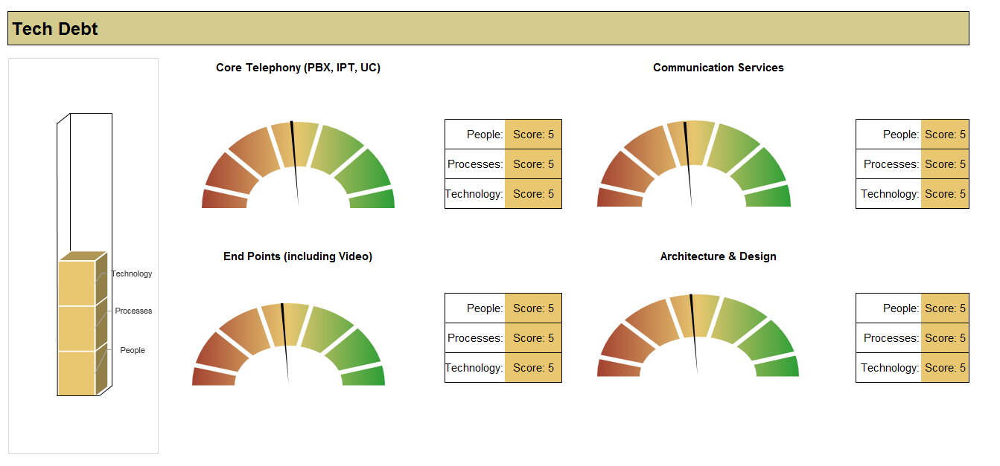 Tech Debt
Core Telephony (PBX, IPT, UC)
People: Score: 5
Processes: Score: 5
Technology: Score: 5
Communication Services
People: Score: 5
Processes: Score: 5
Technology: Score: 5
Technology
Processes
People
End Points (including Video)
People: Score: 5
Processes: Score: 5
Technology: Score: 5
Architecture & Design
People: Score: 5
Processes: Score: 5
Technology: Score: 5